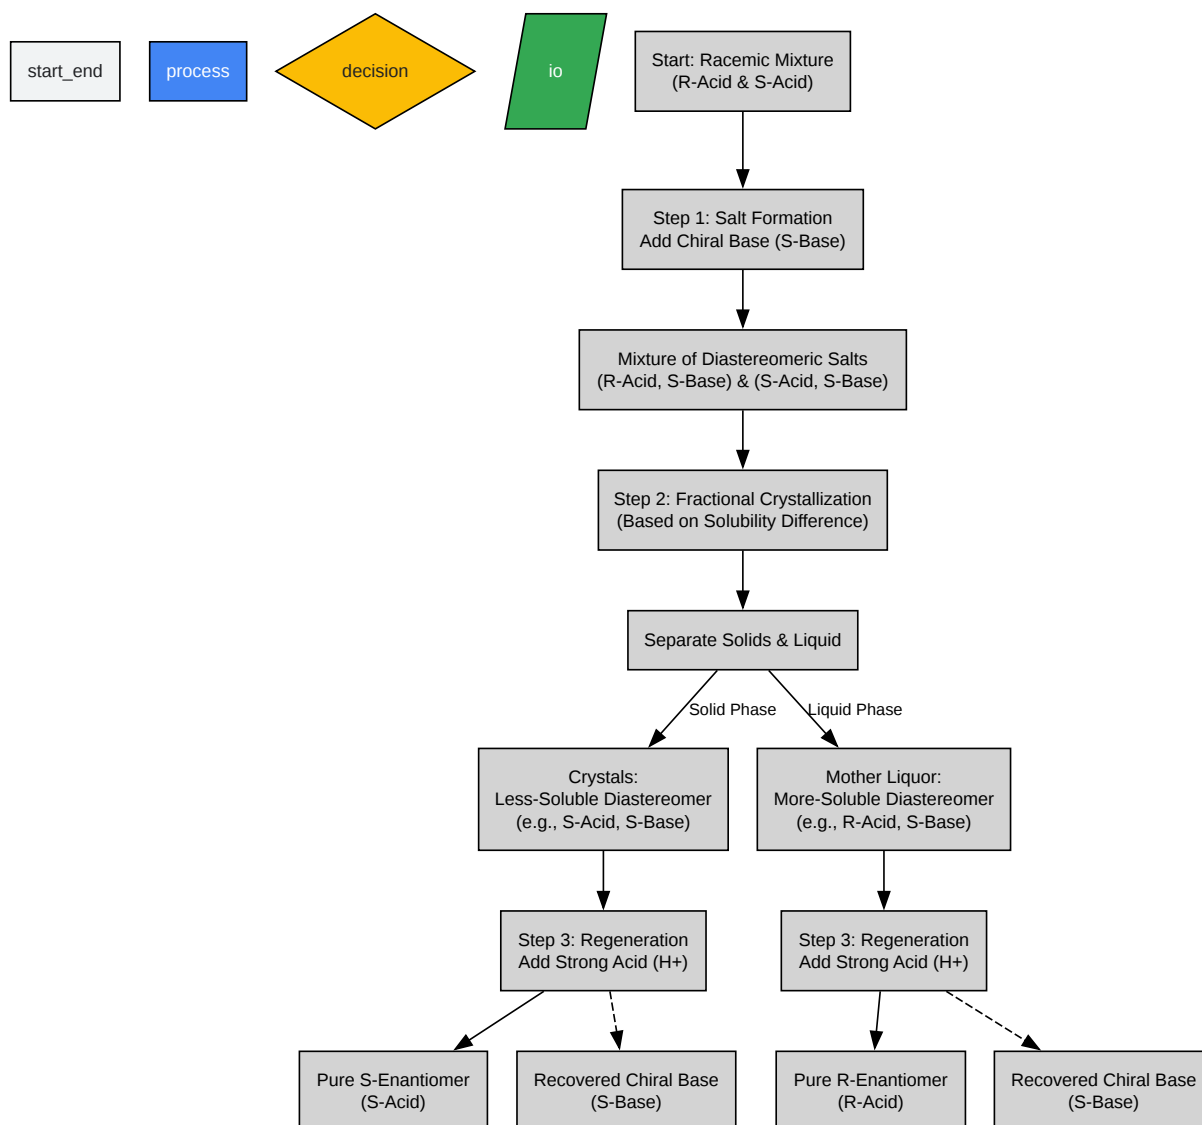 start_end
process
decision
io
Start: Racemic Mixture
(R-Acid & S-Acid)
Step 1: Salt Formation
Add Chiral Base (S-Base)
Mixture of Diastereomeric Salts
(R-Acid, S-Base) & (S-Acid, S-Base)
Step 2: Fractional Crystallization
(Based on Solubility Difference)
Separate Solids & Liquid
Solid Phase
Liquid Phase
Crystals:
Less-Soluble Diastereomer
(e.g., S-Acid, S-Base)
Mother Liquor:
More-Soluble Diastereomer
(e.g., R-Acid, S-Base)
Step 3: Regeneration
Add Strong Acid (H+)
Step 3: Regeneration
Add Strong Acid (H+)
Pure S-Enantiomer
(S-Acid)
Recovered Chiral Base
(S-Base)
Pure R-Enantiomer
(R-Acid)
Recovered Chiral Base
(S-Base)